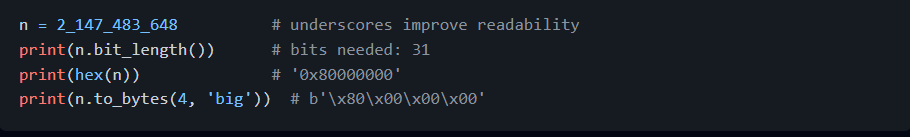 n = 2_147_483_648          # underscores improve readability
print(n.bit_length())      # bits needed: 31
print(hex(n))              # '0x80000000'
print(n.to_bytes(4, 'big'))  # b'\x80\x00\x00\x00'